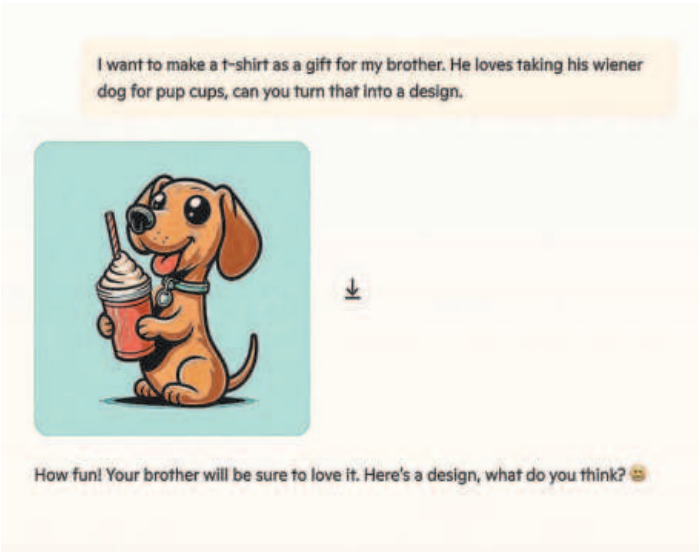 I want to make a t-shirt as a gift for my brother. He loves taking his wiener
dog for pup cups, can you turn that into a design.
How fun! Your brother will be sure to love it. Here's a design, what do you think? 😀